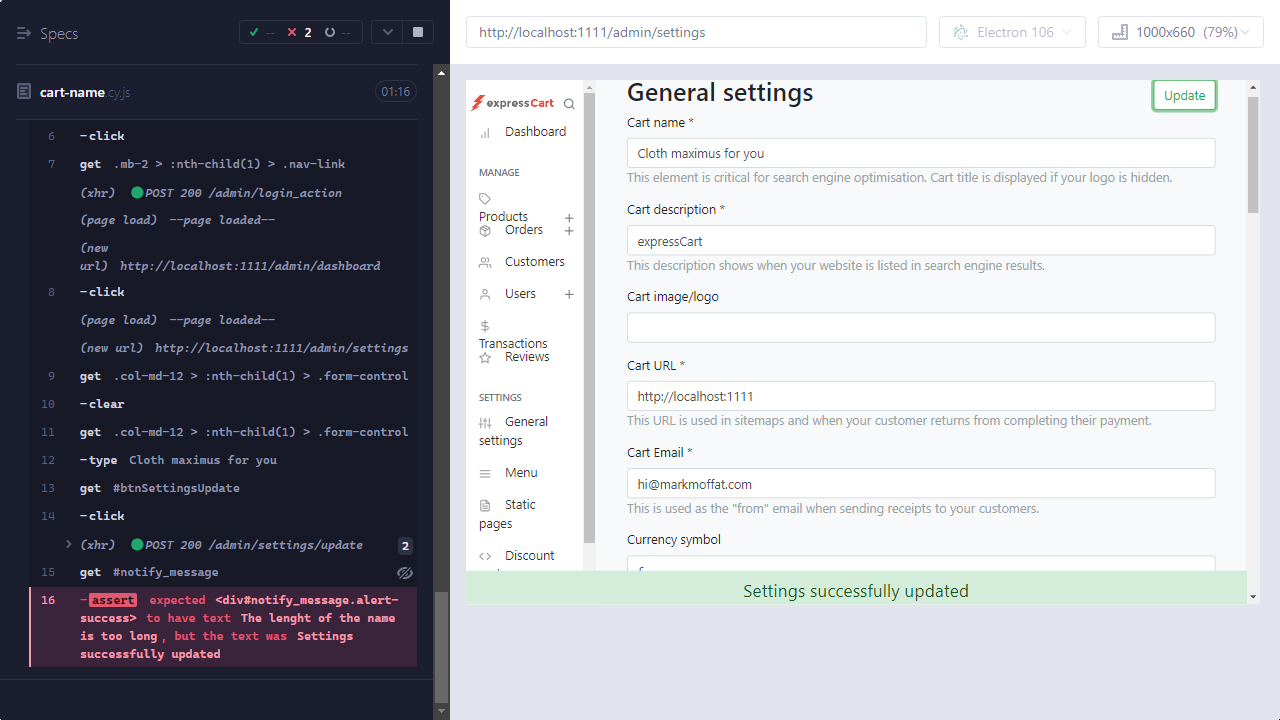 Specs
-- 2 --
cart-name.cy.js
01:16
6 -click
7 get .mb-2 > :nth-child(1) > .nav-link
(xhr) POST 200 /admin/login_action
(page load) --page loaded--
(new
url) http://localhost:1111/admin/dashboard
8 -click
(page load) --page loaded--
(new url) http://localhost:1111/admin/settings
9 get .col-md-12 > :nth-child(1) > .form-control
10 -clear
11 get .col-md-12 > :nth-child(1) > .form-control
12 -type Cloth maximus for you
13 get #btnSettingsUpdate
14 -click
(xhr) POST 200 /admin/settings/update 2
15 get #notify_message
16 -assert expected <div#notify_message.alert-
success> to have text The lenght of the name
is too long, but the text was Settings
successfully updated
http://localhost:1111/admin/settings
Electron 106
1000x660 (79%)
expressCart
Dashboard
MANAGE
Products +
Orders +
Customers
Users +
Transactions
Reviews
SETTINGS
General
settings
Menu
Static
pages
Discount
General settings
Update
Cart name *
Cloth maximus for you
This element is critical for search engine optimisation. Cart title is displayed if your logo is hidden.
Cart description *
expressCart
This description shows when your website is listed in search engine results.
Cart image/logo
Cart URL *
http://localhost:1111
This URL is used in sitemaps and when your customer returns from completing their payment.
Cart Email *
hi@markmoffat.com
This is used as the "from" email when sending receipts to your customers.
Currency symbol
Settings successfully updated